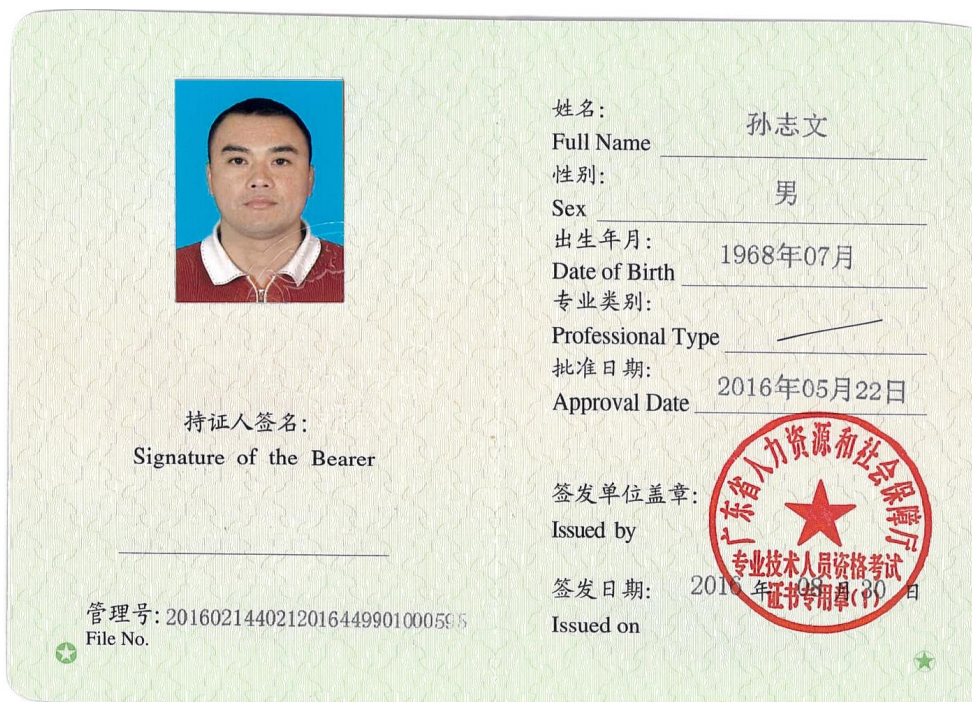 持证人签名:
Signature of the Bearer
管理号: 2016021440212016449901000598
File No.
姓名: 孙志文
Full Name
性别: 男
Sex
出生年月: 1968年07月
Date of Birth
专业类别:
Professional Type
批准日期: 2016年05月22日
Approval Date
签发单位盖章:
Issued by
广东省人力资源和社会保障厅
专业技术人员资格考试
证书专用章(1)
签发日期: 2016 年 08 月 30 日
Issued on